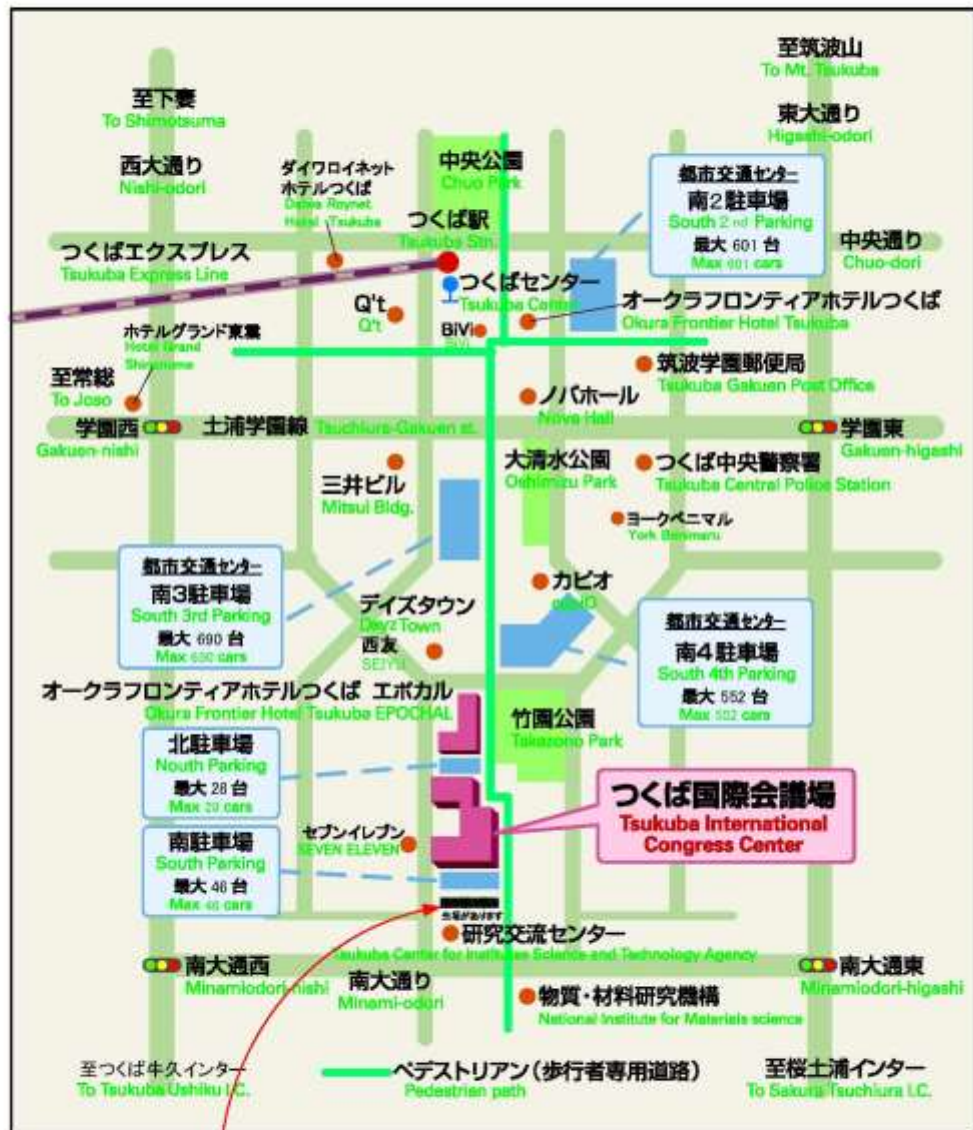 至筑波山
To Mt. Tsukuba
至下妻
To Shimotsuma
東大通り
Higashi-odori
西大通り
Nishi-odori
ダイワロイネット
ホテルつくば
Daiwa Roynet
Hotel Tsukuba
中央公園
Chuo Park
都市交通センター
南2駐車場
South 2nd Parking
最大 601 台
Max 601 cars
つくば駅
Tsukuba Stn.
中央通り
Chuo-dori
つくばエクスプレス
Tsukuba Express Line
つくばセンター
Tsukuba Center
Q't
Q't
BiVi
オークラフロンティアホテルつくば
Okura Frontier Hotel Tsukuba
ホテルグランド東雲
Hotel Grand
Shinonome
筑波学園郵便局
Tsukuba Gakuen Post Office
至常総
To Joso
ノバホール
Nova Hall
学園西
Gakuen-nishi
土浦学園線 Tsuchiura-Gakuen st.
学園東
Gakuen-higashi
大清水公園
Oshimizu Park
つくば中央警察署
Tsukuba Central Police Station
三井ビル
Mitsui Bldg.
ヨークベニマル
York Benimaru
都市交通センター
南3駐車場
South 3rd Parking
最大 690 台
カピオ
デイズタウン
Dayz Town
西友
SEIYU
都市交通センター
南4駐車場
South 4th Parking
最大 552 台
オークラフロンティアホテルつくば エポカル
Okura Frontier Hotel Tsukuba EPOCHAL
竹園公園
Takezono Park
北駐車場
Nouth Parking
最大 28 台
つくば国際会議場
Tsukuba International
Congress Center
セブンイレブン
SEVEN ELEVEN
南駐車場
South Parking
最大 46 台
Max 46 cars
研究交流センター
Tsukuba Center for Institutes Science and Technology Agency
南大通西
Minamiodori-nishi
南大通り
Minami-odori
南大通東
Minamiodori-higashi
物質・材料研究機構
National Institute for Materials science
至つくば牛久インター
To Tsukuba Ushiku I.C.
ペデストリアン(歩行者専用道路)
Pedestrian path
至桜土浦インター
To Sakura Tsuchiura I.C.